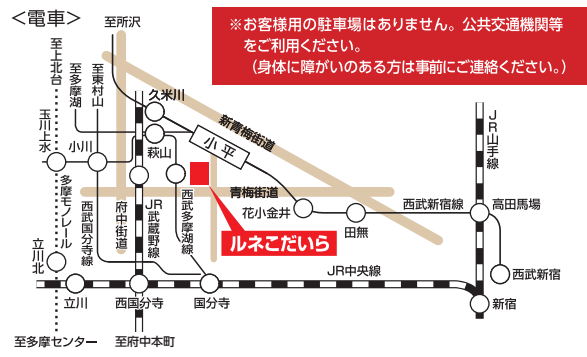 ＜電車＞
※お客様用の駐車場はありません。公共交通機関等
をご利用ください。
（身体に障がいのある方は事前にご連絡ください。）
至所沢
至上北台
至多摩湖
至東村山
久米川
新青梅街道
小平
JR山手線
玉川上水
小川
萩山
青梅街道
花小金井
田無
西武新宿線
高田馬場
多摩モノレール
西武国分寺線
府中街道
JR武蔵野線
西武多摩湖線
ルネこだいら
立川北
JR中央線
西武新宿
立川
西国分寺
国分寺
新宿
至多摩センター
至府中本町